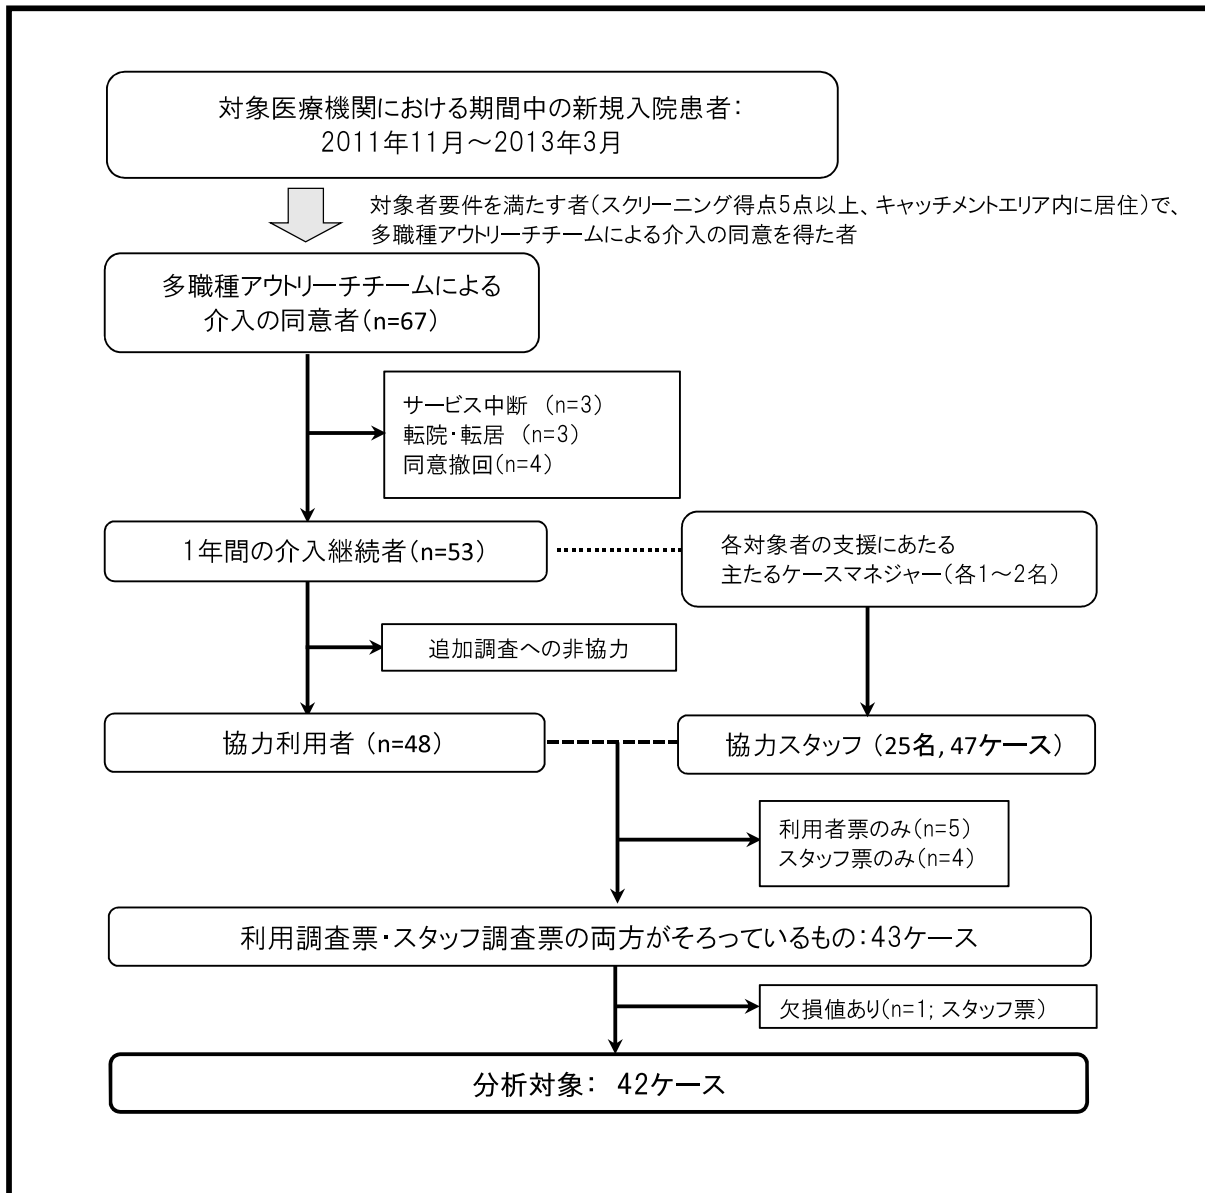 対象医療機関における期間中の新規入院患者：
2011年11月～2013年3月
対象者要件を満たす者（スクリーニング得点5点以上、キャッチメントエリア内に居住）で、
多職種アウトリーチチームによる介入の同意を得た者
多職種アウトリーチチームによる
介入の同意者（n=67）
サービス中断　（n=3）
転院・転居　（n=3）
同意撤回（n=4）
1年間の介入継続者（n=53）
各対象者の支援にあたる
主たるケースマネジャー（各1～2名）
追加調査への非協力
協力利用者（n=48）
協力スタッフ（25名，47ケース）
利用者票のみ（n=5）
スタッフ票のみ（n=4）
利用調査票・スタッフ調査票の両方がそろっているもの：43ケース
欠損値あり（n=1; スタッフ票）
分析対象：　42ケース